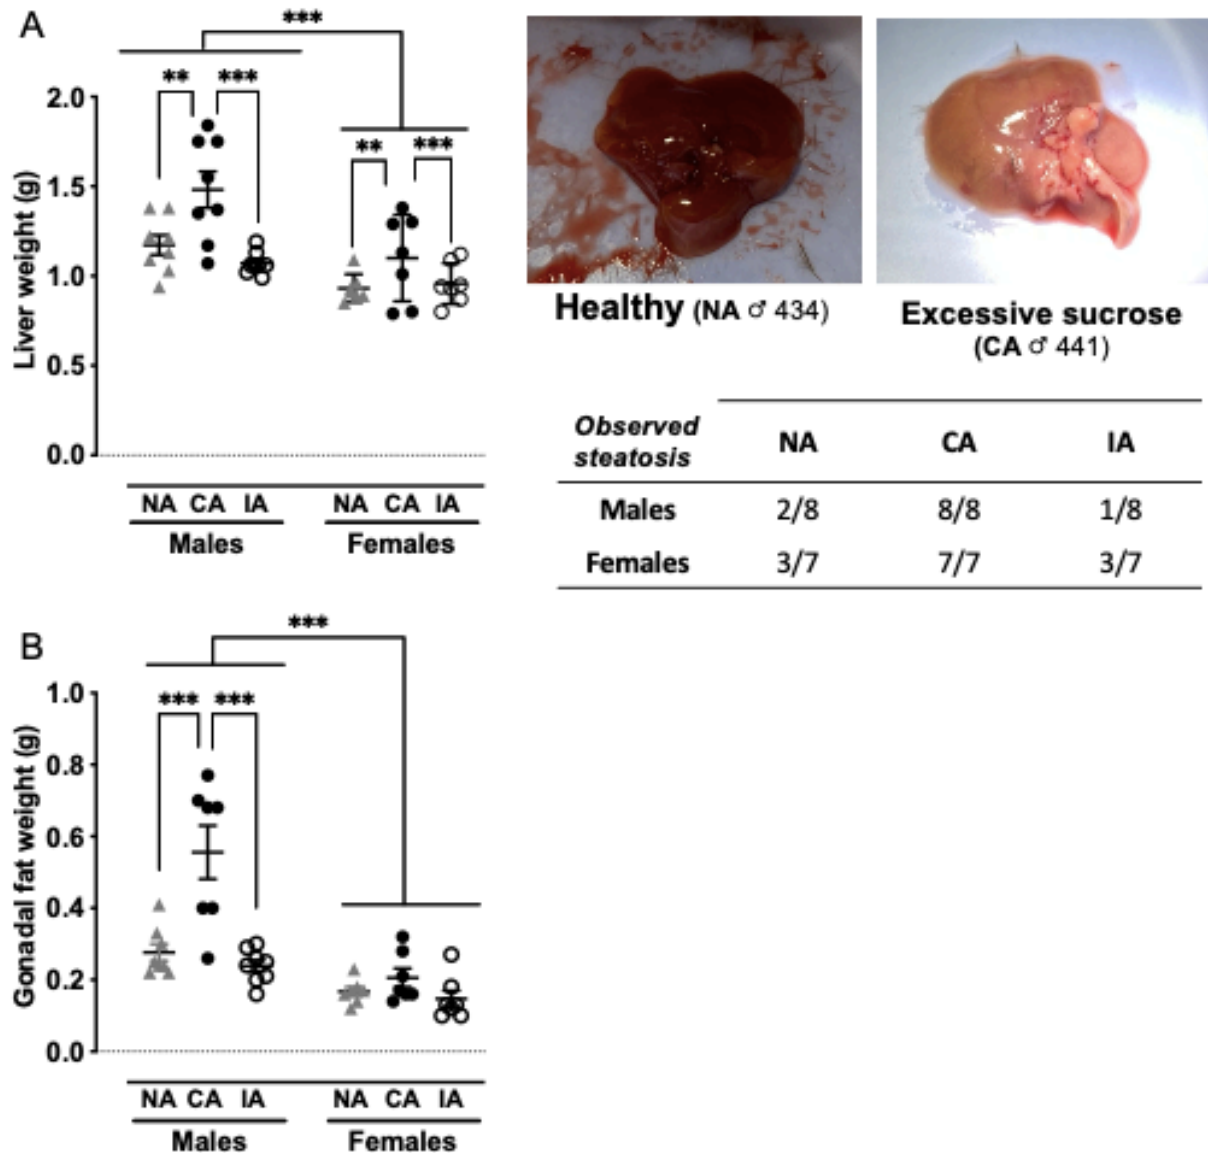 A
***
** ***
** ***
Liver weight (g)
2.0
1.5
1.0
0.5
0.0
NA CA IA NA CA IA
Males Females
Healthy (NA ♂ 434)
Excessive sucrose
(CA ♂ 441)
Observed
steatosis NA CA IA
Males 2/8 8/8 1/8
Females 3/7 7/7 3/7
B
***
*** ***
Gonadal fat weight (g)
1.0
0.8
0.6
0.4
0.2
0.0
NA CA IA NA CA IA
Males Females